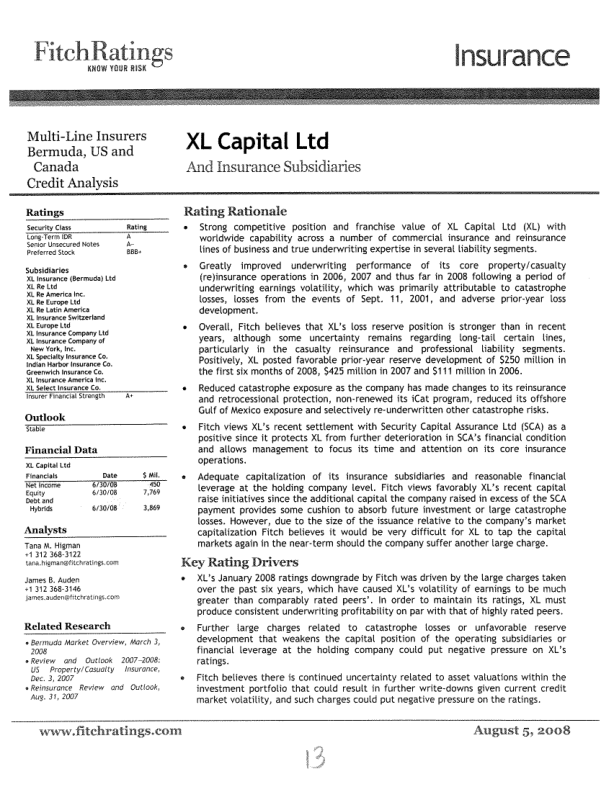 FitchRatings
KNOW YOUR RISK
Insurance
Multi-Line Insurers
Bermuda, US and
Canada
Credit Analysis
XL Capital Ltd
And Insurance Subsidiaries
Ratings
Security Class Rating
Long-Term IDR A
Senior Unsecured Notes A-
Preferred Stock BBB+
Subsidiaries
XL Insurance (Bermuda) Ltd
XL Re Ltd
XL Re America Inc.
XL Re Europe Ltd
XL Re Latin America
XL Insurance Switzerland
XL Europe Ltd
XL Insurance Company Ltd
XL Insurance Company of
New York, Inc.
XL Specialty Insurance Co.
Indian Harbor Insurance Co.
Greenwich Insurance Co.
XL Insurance America Inc.
XL Select Insurance Co.
Insurer Financial Strength A+
Outlook
Stable
Financial Data
XL Capital Ltd
Financials Date $ Mil.
Net Income 6/30/08 450
Equity 6/30/08 7,769
Debt and
Hybrids 6/30/08 3,869
Analysts
Tana M. Higman
+1 312 368-3122
tana.higman@fitchratings.com
James B. Auden
+1 312 368-3146
james.auden@fitchratings.com
Related Research
• Bermuda Market Overview, March 3,
2008
• Review and Outlook 2007–2008:
US Property/Casualty Insurance,
Dec. 3, 2007
• Reinsurance Review and Outlook,
Aug. 31, 2007
Rating Rationale
• Strong competitive position and franchise value of XL Capital Ltd (XL) with
worldwide capability across a number of commercial insurance and reinsurance
lines of business and true underwriting expertise in several liability segments.
• Greatly improved underwriting performance of its core property/casualty
(re)insurance operations in 2006, 2007 and thus far in 2008 following a period of
underwriting earnings volatility, which was primarily attributable to catastrophe
losses, losses from the events of Sept. 11, 2001, and adverse prior-year loss
development.
• Overall, Fitch believes that XL's loss reserve position is stronger than in recent
years, although some uncertainty remains regarding long-tail certain lines,
particularly in the casualty reinsurance and professional liability segments.
Positively, XL posted favorable prior-year reserve development of $250 million in
the first six months of 2008, $425 million in 2007 and $111 million in 2006.
• Reduced catastrophe exposure as the company has made changes to its reinsurance
and retrocessional protection, non-renewed its iCat program, reduced its offshore
Gulf of Mexico exposure and selectively re-underwritten other catastrophe risks.
• Fitch views XL's recent settlement with Security Capital Assurance Ltd (SCA) as a
positive since it protects XL from further deterioration in SCA's financial condition
and allows management to focus its time and attention on its core insurance
operations.
• Adequate capitalization of its insurance subsidiaries and reasonable financial
leverage at the holding company level. Fitch views favorably XL's recent capital
raise initiatives since the additional capital the company raised in excess of the SCA
payment provides some cushion to absorb future investment or large catastrophe
losses. However, due to the size of the issuance relative to the company's market
capitalization Fitch believes it would be very difficult for XL to tap the capital
markets again in the near-term should the company suffer another large charge.
Key Rating Drivers
• XL's January 2008 ratings downgrade by Fitch was driven by the large charges taken
over the past six years, which have caused XL's volatility of earnings to be much
greater than comparably rated peers'. In order to maintain its ratings, XL must
produce consistent underwriting profitability on par with that of highly rated peers.
• Further large charges related to catastrophe losses or unfavorable reserve
development that weakens the capital position of the operating subsidiaries or
financial leverage at the holding company could put negative pressure on XL's
ratings.
• Fitch believes there is continued uncertainty related to asset valuations within the
investment portfolio that could result in further write-downs given current credit
market volatility, and such charges could put negative pressure on the ratings.
www.fitchratings.com
August 5, 2008
13